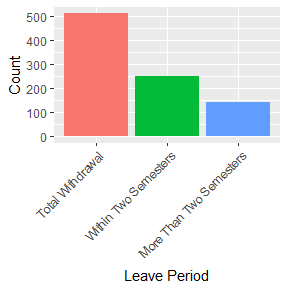 500
400
300
200
100
0
Count
Total Withdrawal
Within Two Semesters
More Than Two Semesters
Leave Period